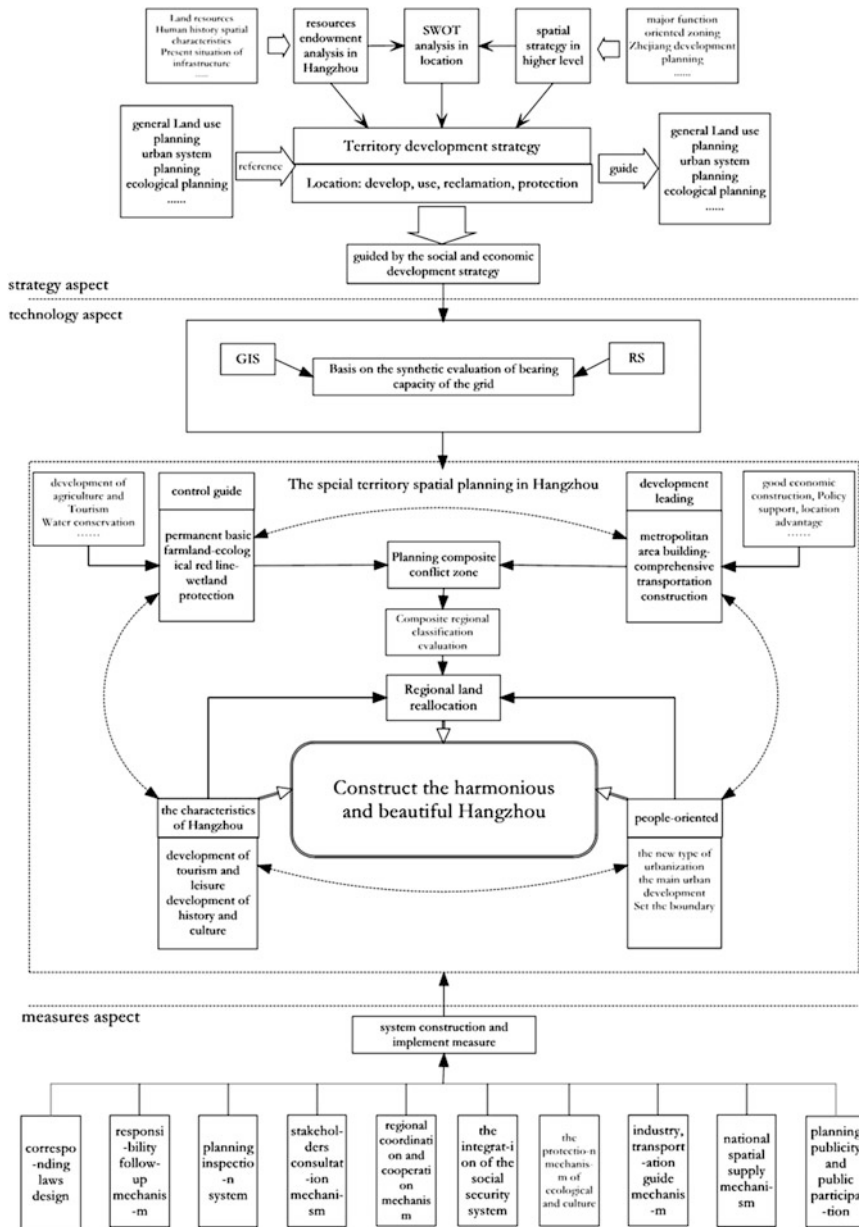 Land resources
Human history spatial
characteristics
Present situation of
infrastructure
.....
resources
endowment
analysis in
Hangzhou
SWOT
analysis in
location
spatial
strategy in
higher level
major function
oriented zoning
Zhejiang development
planning
......
general Land use
planning
urban system
planning
ecological planning
......
reference
Territory development strategy
Location: develop, use, reclamation, protection
guide
general Land use
planning
urban system
planning
ecological planning
......
guided by the social and economic
development strategy
strategy aspect
technology aspect
GIS
Basis on the synthetic evaluation of bearing
capacity of the grid
RS
The speial territory spatial planning in Hangzhou
development of
agriculture and
Tourism
Water conservation
......
control guide
permanent basic
farmland-ecolog
ical red line-
wetland
protection
Planning composite
conflict zone
development
leading
metropolitan
area building-
comprehensive
transportation
construction
good economic
construction, Policy
support, location
advantage
......
Composite regional
classification
evaluation
Regional land
reallocation
Construct the harmonious
and beautiful Hangzhou
the characteristics
of Hangzhou
development of
tourism and
leisure
development of
history and
culture
people-oriented
the new type of
urbanization
the main urban
development
Set the boundary
measures aspect
system construction and
implement measure
correspo
-nding
laws
design
responsi
-bility
follow-
up
mechanis
-m
planning
inspectio
-n
system
stakehol-
ders
consultat
-ion
mechani-
sm
regional
coordinati
on and
cooperati
on
mechanis
m
the
integrat-i
on of the
social
security
system
the
protectio-n
mechanis-
m of
ecological
and culture
industry,
transport
-ation
guide
mechanis-
m
national
spatial
supply
mechani-
sm
planning
publicity
and
public
participa
-tion